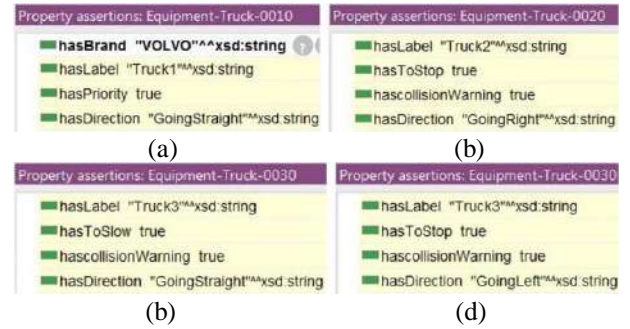 Property assertions: Equipment-Truck-0010
hasBrand "VOLVO"^^xsd:string
hasLabel "Truck1"^^xsd:string
hasPriority true
hasDirection "GoingStraight"^^xsd:string
(a)
Property assertions: Equipment-Truck-0020
hasLabel "Truck2"^^xsd:string
hasToStop true
hascollisionWarning true
hasDirection "GoingRight"^^xsd:string
(b)
Property assertions: Equipment-Truck-0030
hasLabel "Truck3"^^xsd:string
hasToSlow true
hascollisionWarning true
hasDirection "GoingStraight"^^xsd:string
(b)
Property assertions: Equipment-Truck-0030
hasLabel "Truck3"^^xsd:string
hasToStop true
hascollisionWarning true
hasDirection "GoingLeft"^^xsd:string
(d)